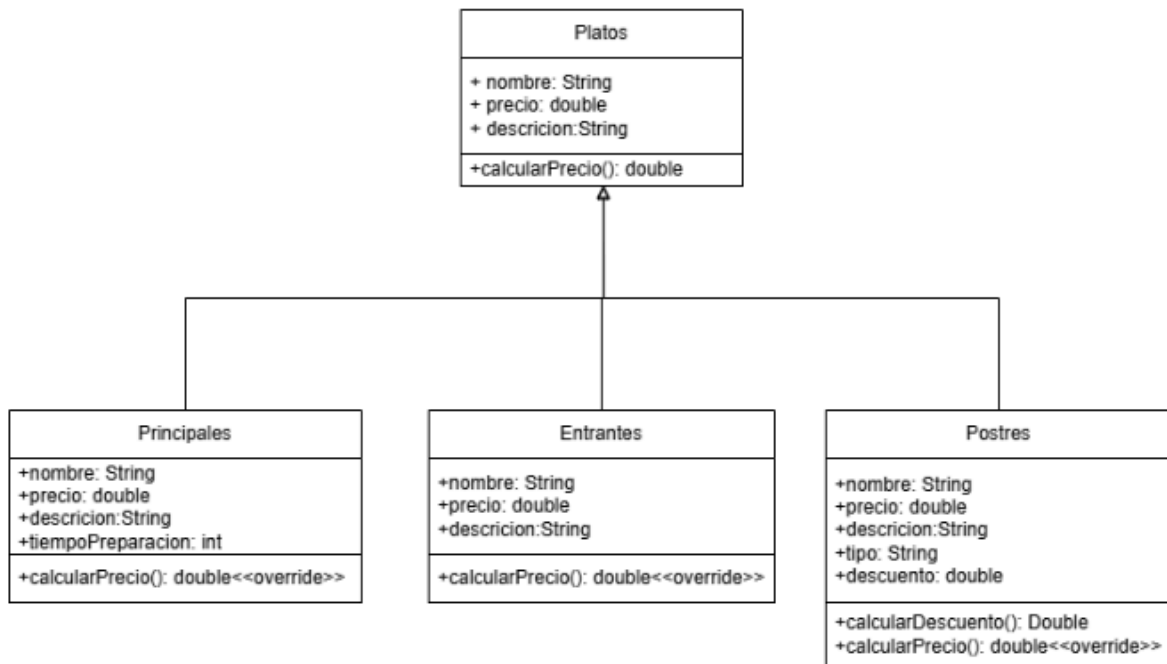 Platos
+ nombre: String
+ precio: double
+ descricion:String
+calcularPrecio(): double
Principales
+nombre: String
+precio: double
+descricion:String
+tiempoPreparacion: int
+calcularPrecio(): double<<override>>
Entrantes
+nombre: String
+precio: double
+descricion:String
+calcularPrecio(): double<<override>>
Postres
+nombre: String
+precio: double
+descricion:String
+tipo: String
+descuento: double
+calcularDescuento(): Double
+calcularPrecio(): double<<override>>